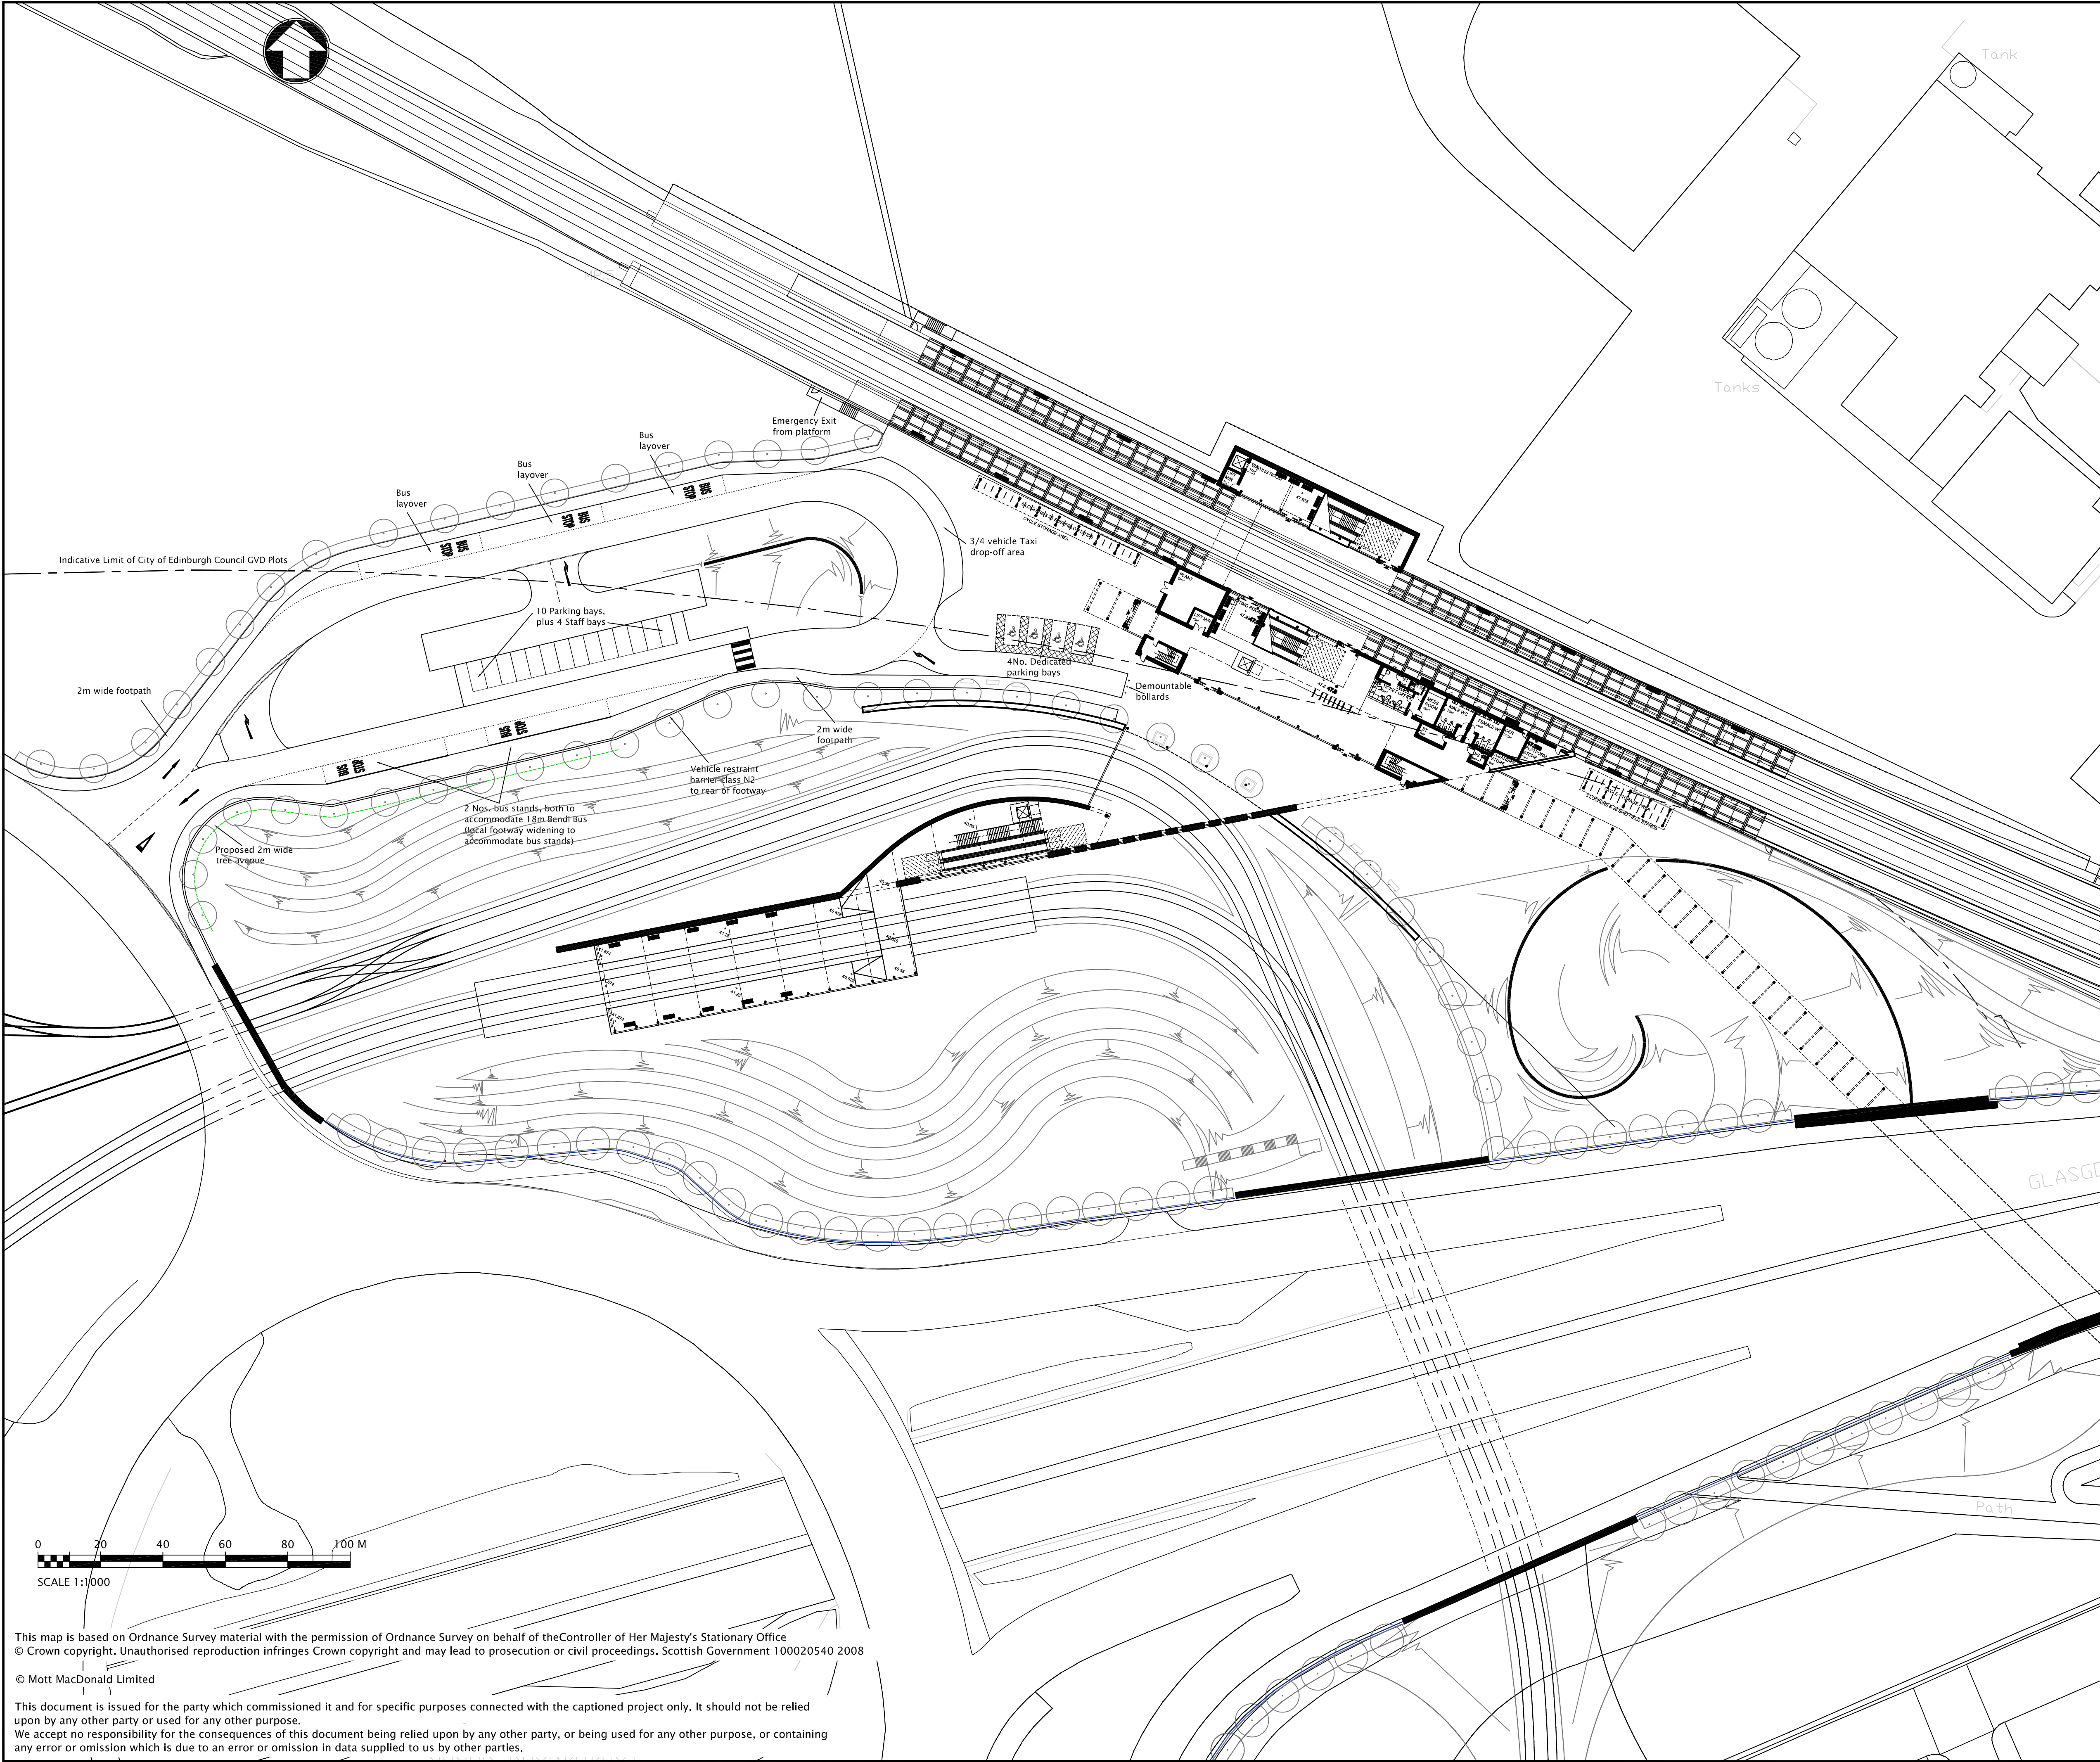 Tank
MP 5
Tanks
Emergency Exit
from platform
Bus
layover
Bus
layover
Bus
layover
BUS
STOP
BUS
STOP
BUS
STOP
CYCLE STORAGE AREA
3/4 vehicle Taxi
drop-off area
Indicative Limit of City of Edinburgh Council GVD Plots
PLANT
10 Parking bays,
plus 4 Staff bays
4No. Dedicated
parking bays
Demountable
bollards
2m wide footpath
MESS
ROOM
MALE WC
BUS
STOP
BUS
STOP
2m wide
footpath
Vehicle restraint
barrier-class N2
to rear of footway
2 Nos. bus stands, both to
accommodate 18m Bendi Bus
(local footway widening to
accommodate bus stands)
Proposed 2m wide
tree avenue
GLASGO
Path
0 20 40 60 80 100 M
SCALE 1:1000
This map is based on Ordnance Survey material with the permission of Ordnance Survey on behalf of theController of Her Majesty's Stationary Office
© Crown copyright. Unauthorised reproduction infringes Crown copyright and may lead to prosecution or civil proceedings. Scottish Government 100020540 2008
© Mott MacDonald Limited
This document is issued for the party which commissioned it and for specific purposes connected with the captioned project only. It should not be relied
upon by any other party or used for any other purpose.
We accept no responsibility for the consequences of this document being relied upon by any other party, or being used for any other purpose, or containing
any error or omission which is due to an error or omission in data supplied to us by other parties.